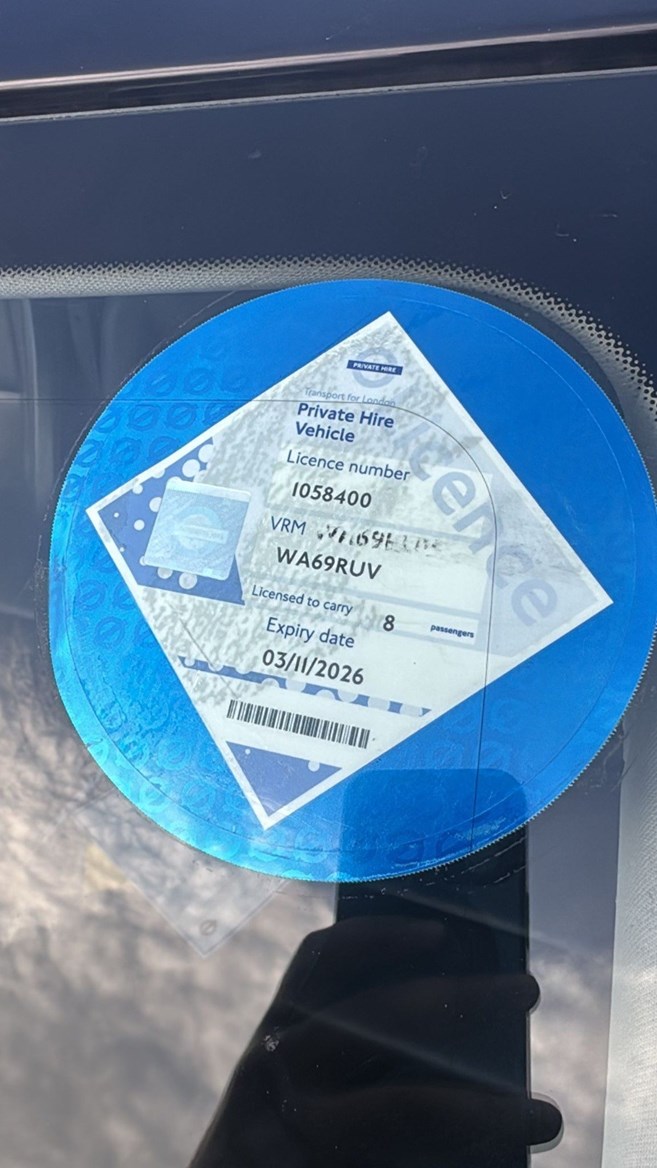 PRIVATE HIRE
Transport for London
Private Hire
Vehicle
Licence number
1058400
VRM
WA69RUV
Licensed to carry 8 passengers
Expiry date
03/11/2026
licence